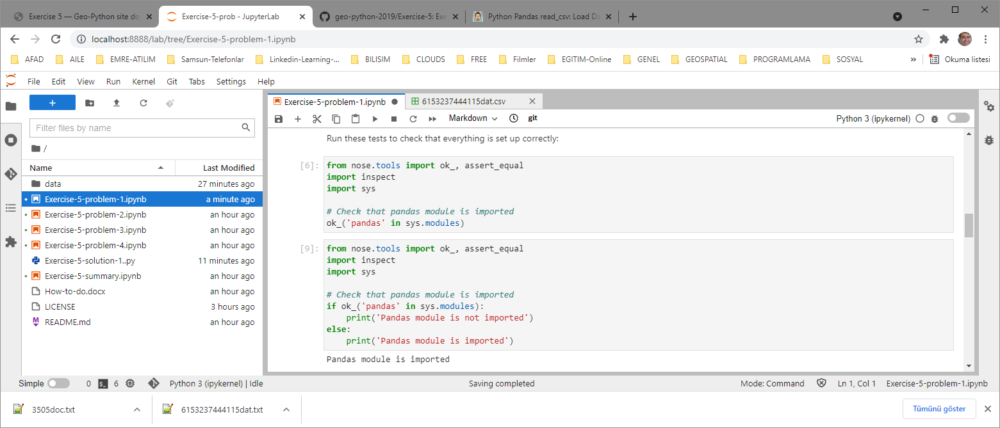 Exercise 5 — Geo-Python site do
Exercise-5-prob - JupyterLab
geo-python-2019/Exercise-5: Exe
Python Pandas read_csv: Load Da
localhost:8888/lab/tree/Exercise-5-problem-1.ipynb
AFAD
AILE
EMRE-ATILIM
Samsun-Telefonlar
Linkedin-Learning-...
BILISIM
CLOUDS
FREE
Filmler
EGITIM-Online
GENEL
GEOSPATIAL
PROGRAMLAMA
SOSYAL
»
Okuma listesi
File Edit View Run Kernel Git Tabs Settings Help
Filter files by name
/
Name Last Modified
data 27 minutes ago
Exercise-5-problem-1.ipynb a minute ago
Exercise-5-problem-2.ipynb an hour ago
Exercise-5-problem-3.ipynb an hour ago
Exercise-5-problem-4.ipynb an hour ago
Exercise-5-solution-1..py 11 minutes ago
Exercise-5-summary.ipynb an hour ago
How-to-do.docx an hour ago
LICENSE 3 hours ago
README.md an hour ago
Exercise-5-problem-1.ipynb
6153237444115dat.csv
Markdown
git
Python 3 (ipykernel)
Run these tests to check that everything is set up correctly:
[6]:
from nose.tools import ok_, assert_equal
import inspect
import sys
# Check that pandas module is imported
ok_('pandas' in sys.modules)
[9]:
from nose.tools import ok_, assert_equal
import inspect
import sys
# Check that pandas module is imported
if ok_('pandas' in sys.modules):
    print('Pandas module is not imported')
else:
    print('Pandas module is imported')
Pandas module is imported
Simple 0 $_ 6 Python 3 (ipykernel) | Idle
Saving completed
Mode: Command
Ln 1, Col 1
Exercise-5-problem-1.ipynb
3505doc.txt
6153237444115dat.txt
Tümünü göster